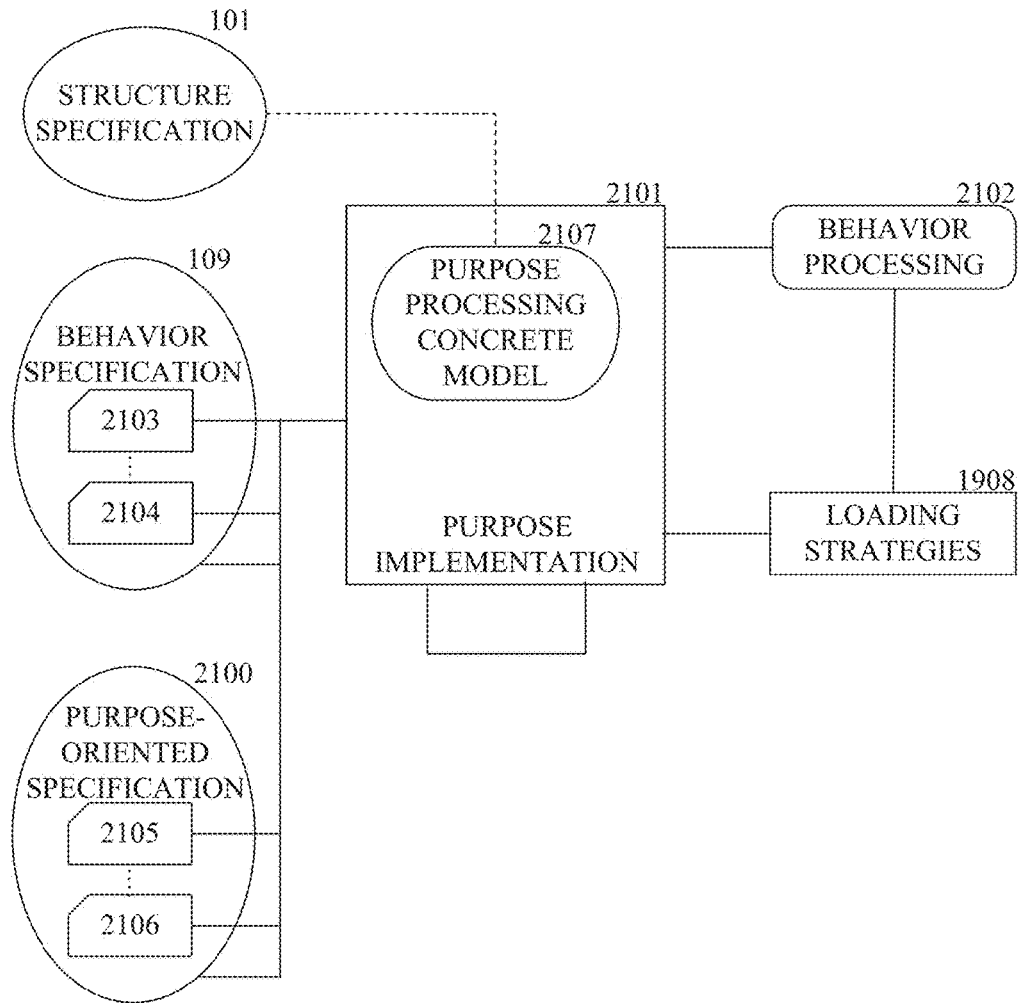 101
STRUCTURE
SPECIFICATION
2101
2107
PURPOSE
PROCESSING
CONCRETE
MODEL
PURPOSE
IMPLEMENTATION
2102
BEHAVIOR
PROCESSING
109
BEHAVIOR
SPECIFICATION
2103
2104
1908
LOADING
STRATEGIES
2100
PURPOSE-
ORIENTED
SPECIFICATION
2105
2106